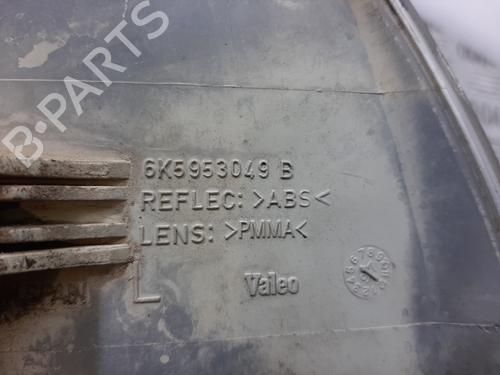 B-PARTS
6K5953049 B
REFLEC: >ABS<
LENS: >PMMA<
L
Valeo